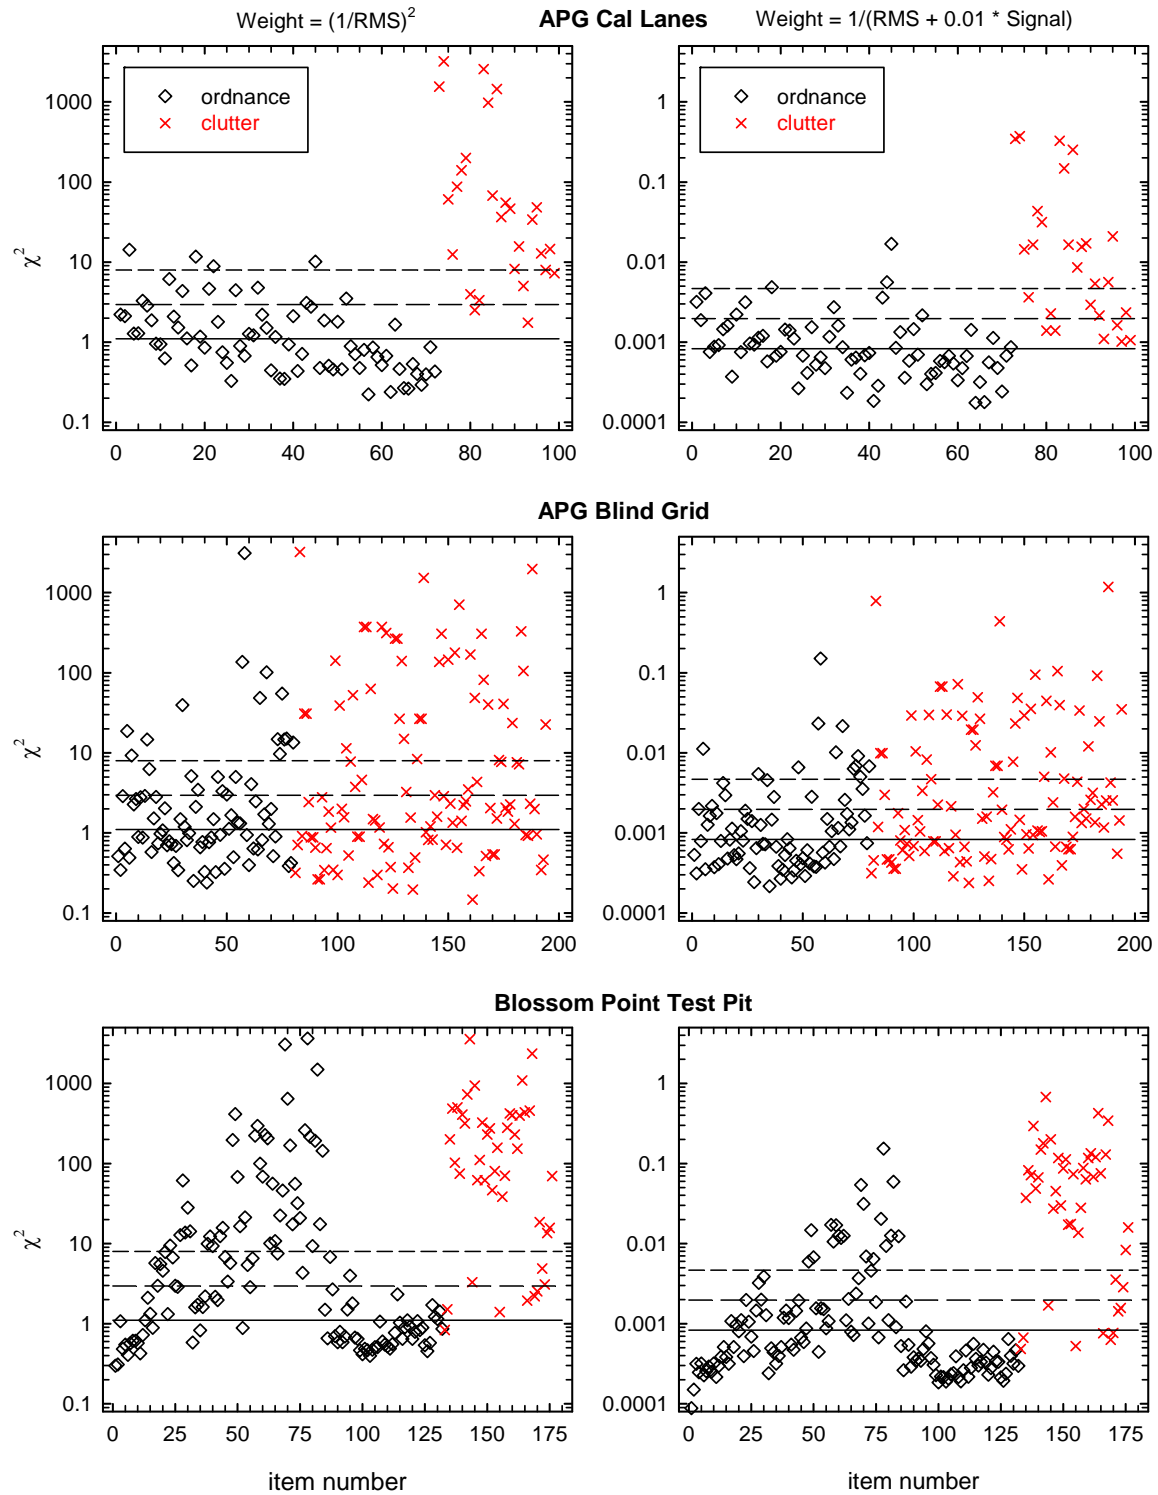 Weight = (1/RMS)²
APG Cal Lanes
Weight = 1/(RMS + 0.01 * Signal)
χ²
1000
100
10
1
0.1
ordnance
clutter
0 20 40 60 80 100
1
0.1
0.01
0.001
0.0001
ordnance
clutter
0 20 40 60 80 100
APG Blind Grid
χ²
1000
100
10
1
0.1
0 50 100 150 200
1
0.1
0.01
0.001
0.0001
0 50 100 150 200
Blossom Point Test Pit
χ²
1000
100
10
1
0.1
0 25 50 75 100 125 150 175
item number
1
0.1
0.01
0.001
0.0001
0 25 50 75 100 125 150 175
item number